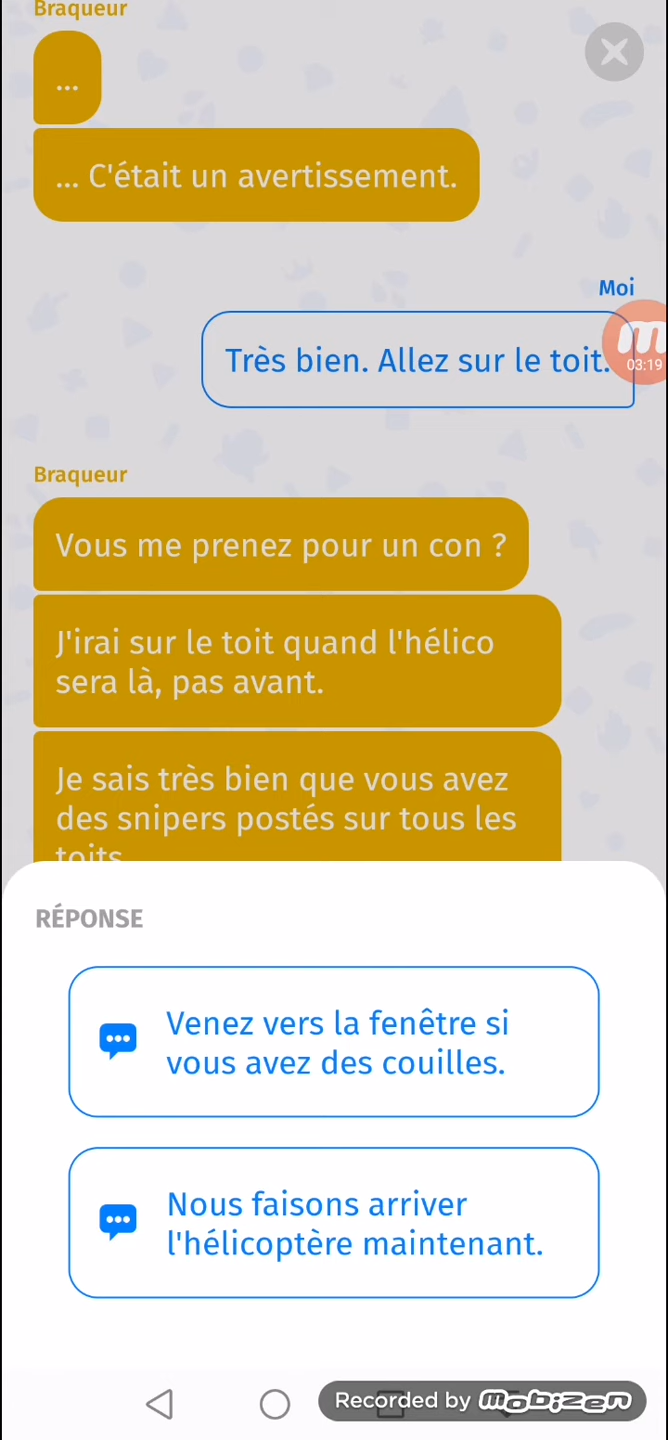 Braqueur
...
... C'était un avertissement.
Moi
Très bien. Allez sur le toit.
m
03:19
Braqueur
Vous me prenez pour un con ?
J'irai sur le toit quand l'hélico
sera là, pas avant.
Je sais très bien que vous avez
des snipers postés sur tous les
toits
RÉPONSE
Venez vers la fenêtre si
vous avez des couilles.
Nous faisons arriver
l'hélicoptère maintenant.
Recorded by mobizen